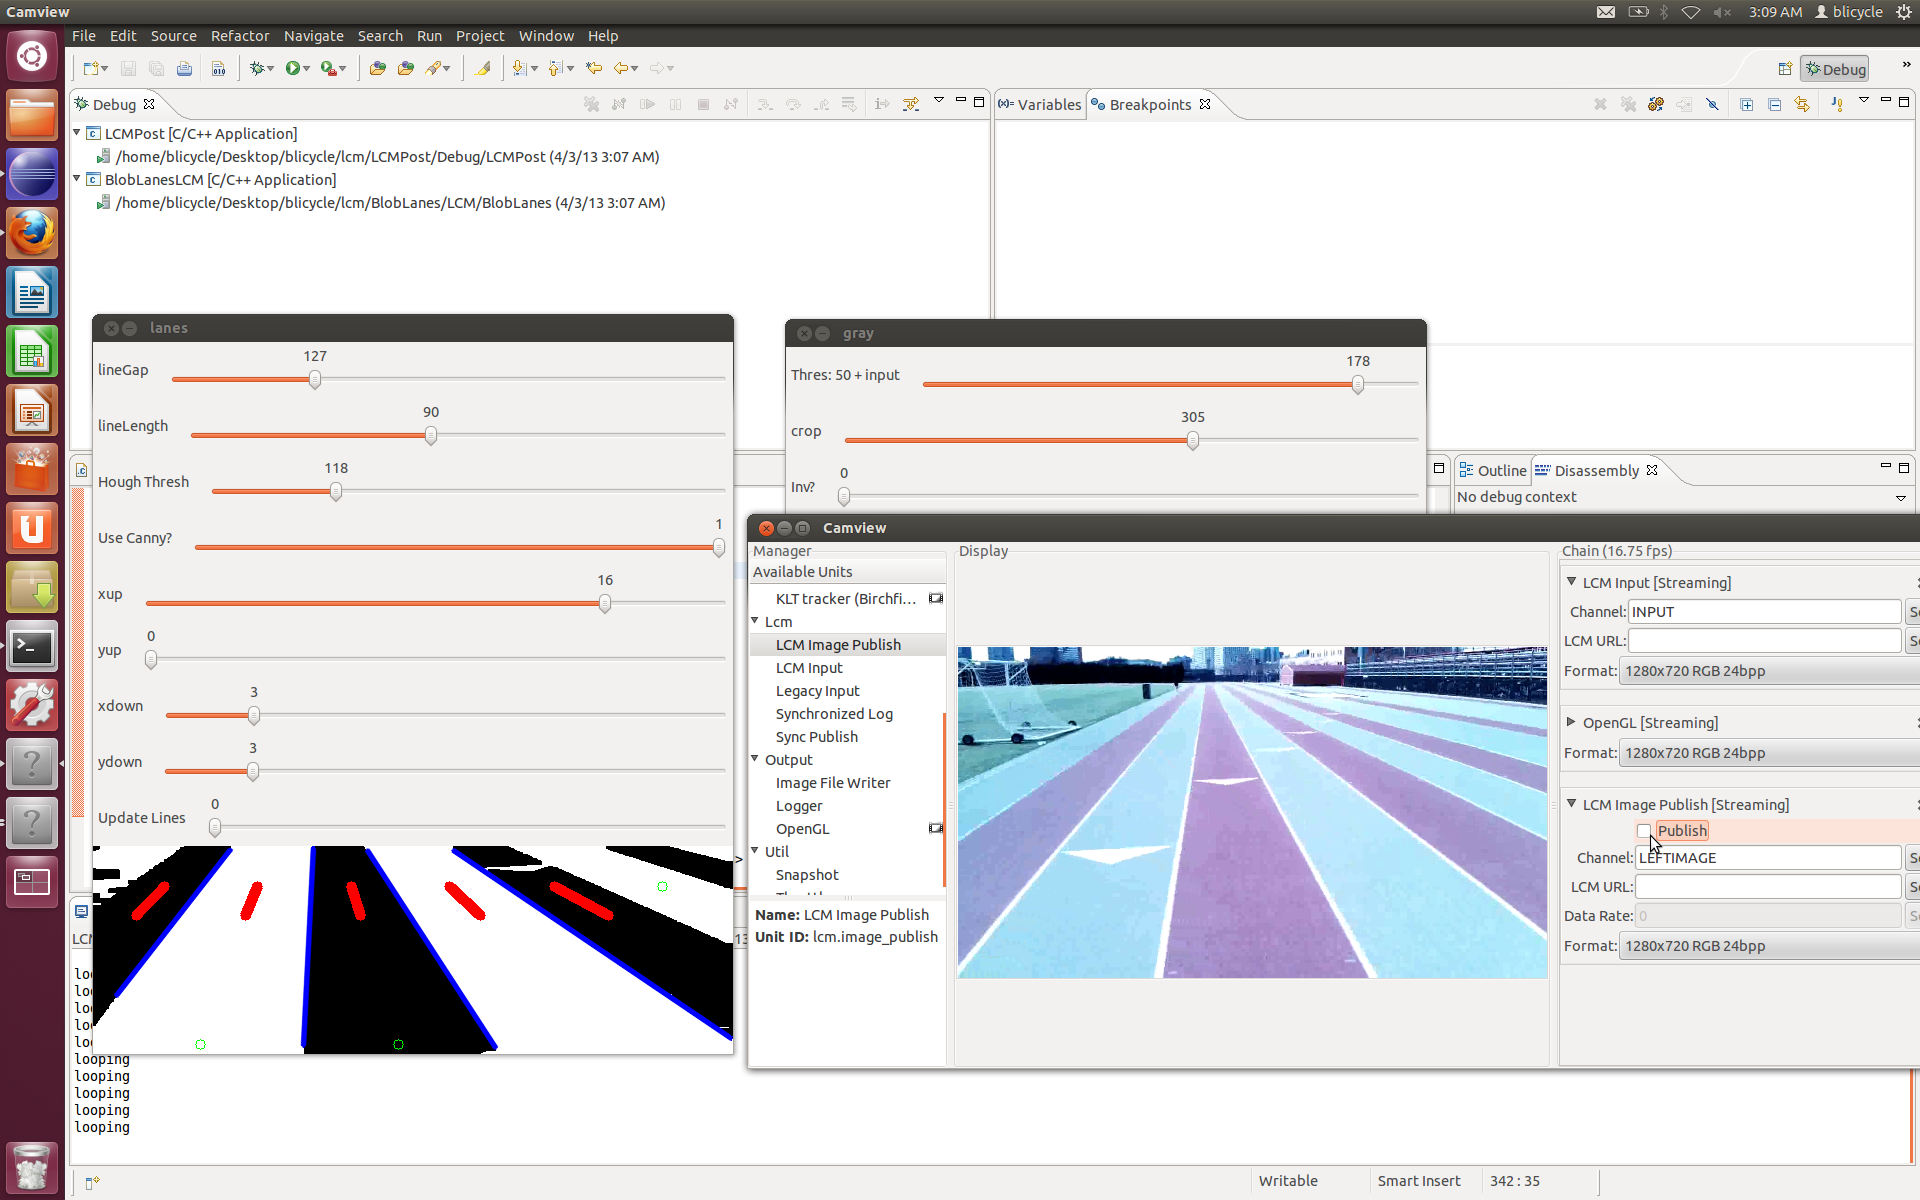 Camview
3:09 AM blicycle
File Edit Source Refactor Navigate Search Run Project Window Help
Debug
Debug
Variables Breakpoints
LCMPost [C/C++ Application]
/home/blicycle/Desktop/blicycle/lcm/LCMPost/Debug/LCMPost (4/3/13 3:07 AM)
BlobLanesLCM [C/C++ Application]
/home/blicycle/Desktop/blicycle/lcm/BlobLanes/LCM/BlobLanes (4/3/13 3:07 AM)
lanes
127
lineGap
90
lineLength
118
Hough Thresh
1
Use Canny?
16
xup
0
yup
3
xdown
3
ydown
0
Update Lines
gray
178
Thres: 50 + input
305
crop
0
Inv?
Outline Disassembly
No debug context
Camview
Manager
Available Units
KLT tracker (Birchfi...
Lcm
LCM Image Publish
LCM Input
Legacy Input
Synchronized Log
Sync Publish
Output
Image File Writer
Logger
OpenGL
Util
Snapshot
Name: LCM Image Publish
Unit ID: lcm.image_publish
Display
Chain (16.75 fps)
LCM Input [Streaming]
Channel: INPUT
LCM URL:
Format: 1280x720 RGB 24bpp
OpenGL [Streaming]
Format: 1280x720 RGB 24bpp
LCM Image Publish [Streaming]
Publish
Channel: LEFTIMAGE
LCM URL:
Data Rate: 0
Format: 1280x720 RGB 24bpp
looping
looping
looping
looping
looping
Writable Smart Insert 342 : 35